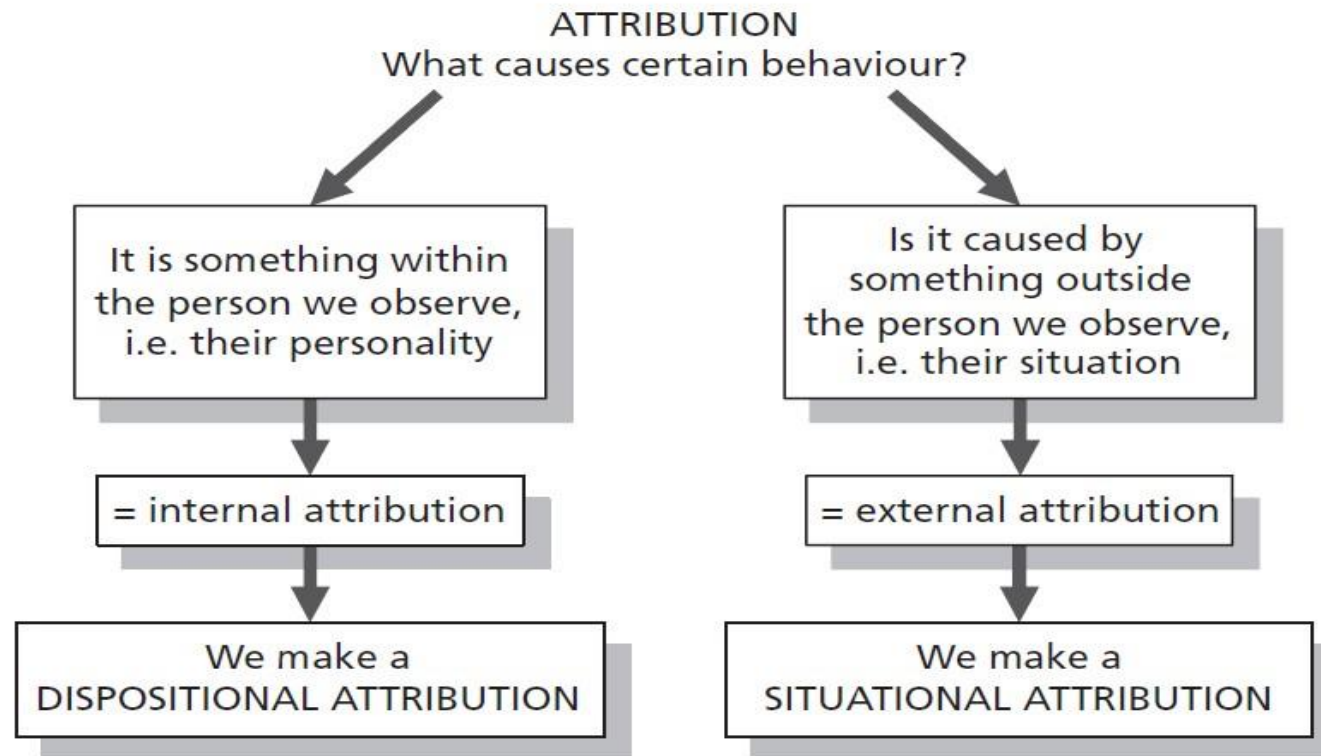 ATTRIBUTION
What causes certain behaviour?
It is something within
the person we observe,
i.e. their personality
= internal attribution
We make a
DISPOSITIONAL ATTRIBUTION
Is it caused by
something outside
the person we observe,
i.e. their situation
= external attribution
We make a
SITUATIONAL ATTRIBUTION